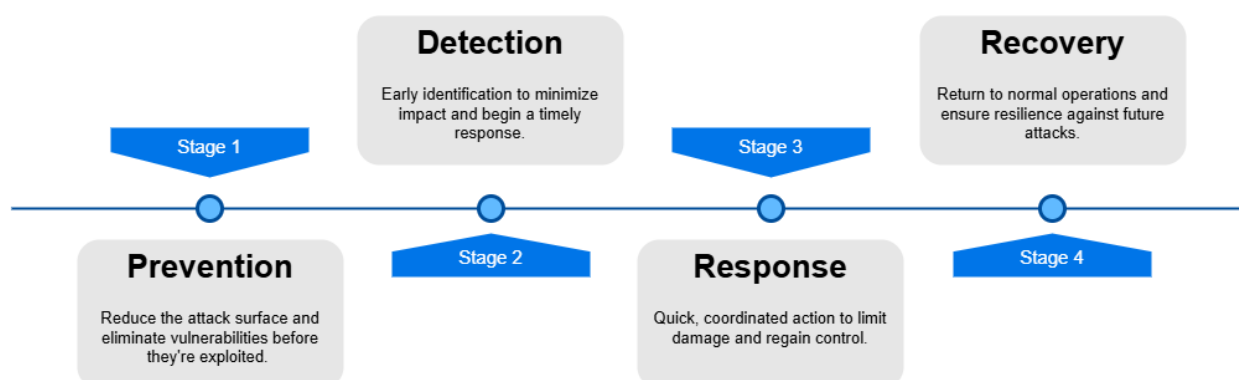 Stage 1
Prevention
Reduce the attack surface and
eliminate vulnerabilities before
they're exploited.
Detection
Early identification to minimize
impact and begin a timely
response.
Stage 2
Stage 3
Response
Quick, coordinated action to limit
damage and regain control.
Recovery
Return to normal operations and
ensure resilience against future
attacks.
Stage 4